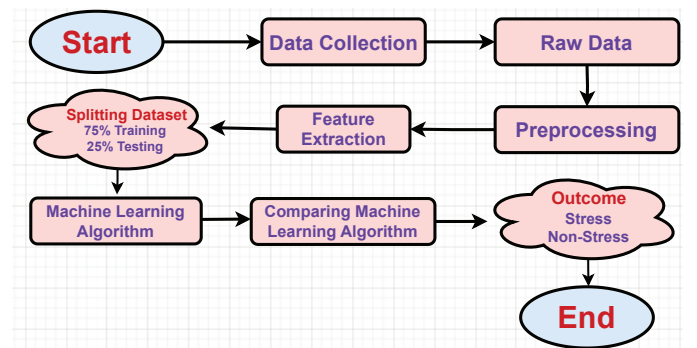 Start
Data Collection
Raw Data
Preprocessing
Feature
Extraction
Splitting Dataset
75% Training
25% Testing
Machine Learning
Algorithm
Comparing Machine
Learning Algorithm
Outcome
Stress
Non-Stress
End